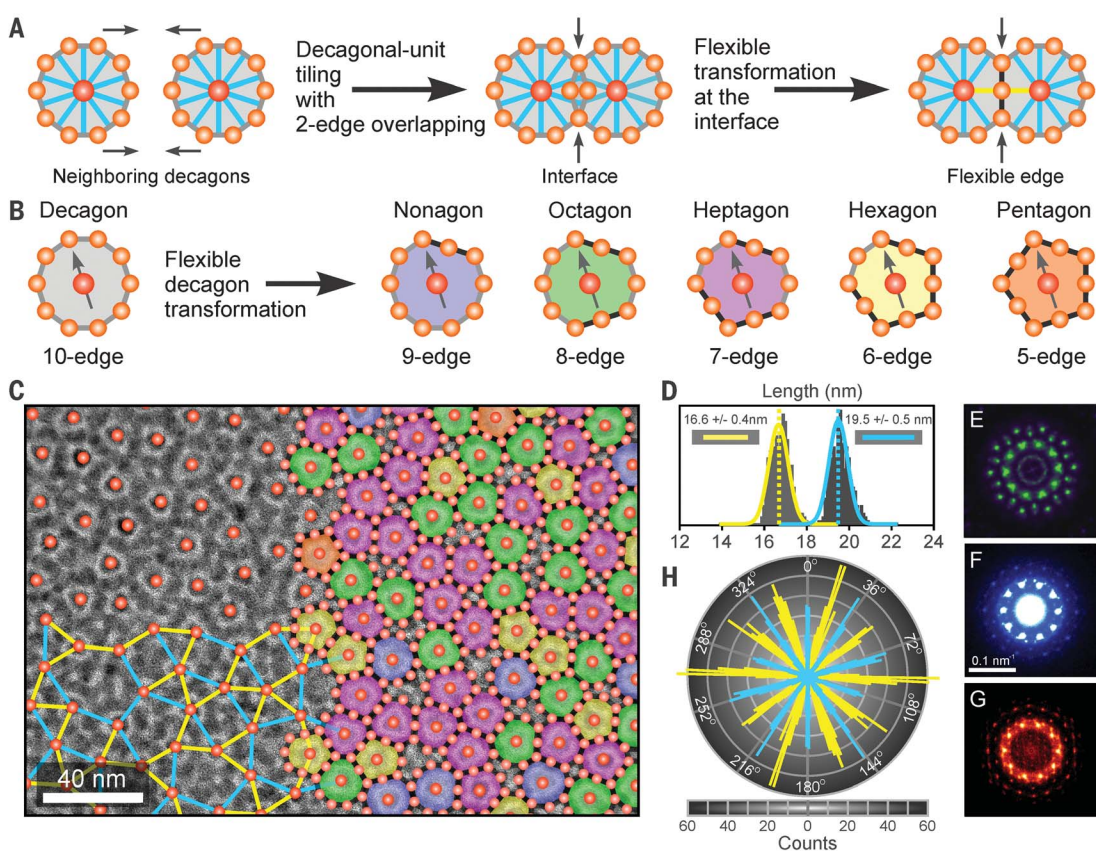 A
Decagonal-unit
tiling
with
2-edge overlapping
Flexible
transformation
at the
interface
Neighboring decagons
Interface
Flexible edge
B
Decagon
Nonagon
Octagon
Heptagon
Hexagon
Pentagon
Flexible
decagon
transformation
10-edge
9-edge
8-edge
7-edge
6-edge
5-edge
C
40 nm
D
Length (nm)
16.6 +/- 0.4nm
19.5 +/- 0.5 nm
12 14 16 18 20 22 24
E
F
0.1 nm⁻¹
G
H
0°
36°
72°
108°
144°
180°
216°
252°
288°
324°
60 40 20 0 20 40 60
Counts